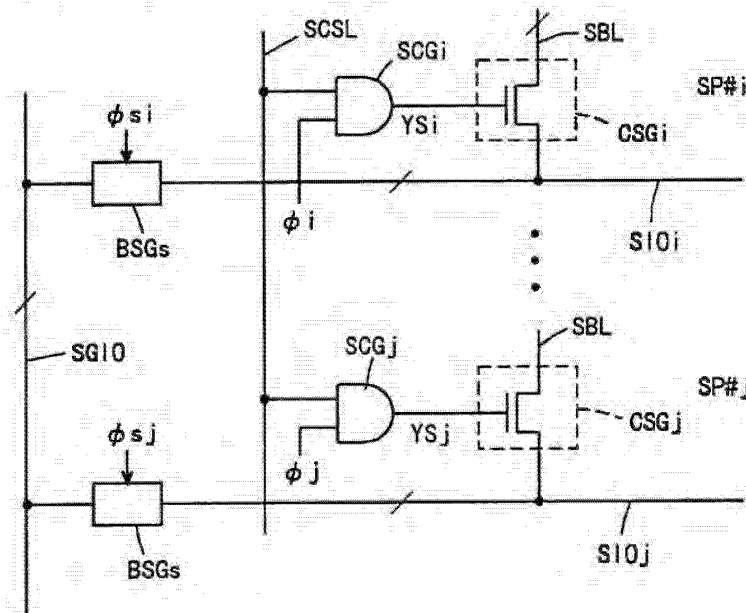 SCSL
SCGi
SBL
SP#i
φsi
YSi
CSGi
BSGs
φi
SIOi
SBL
SCGj
SGIO
SP#j
φsj
YSj
CSGj
φj
SIOj
BSGs